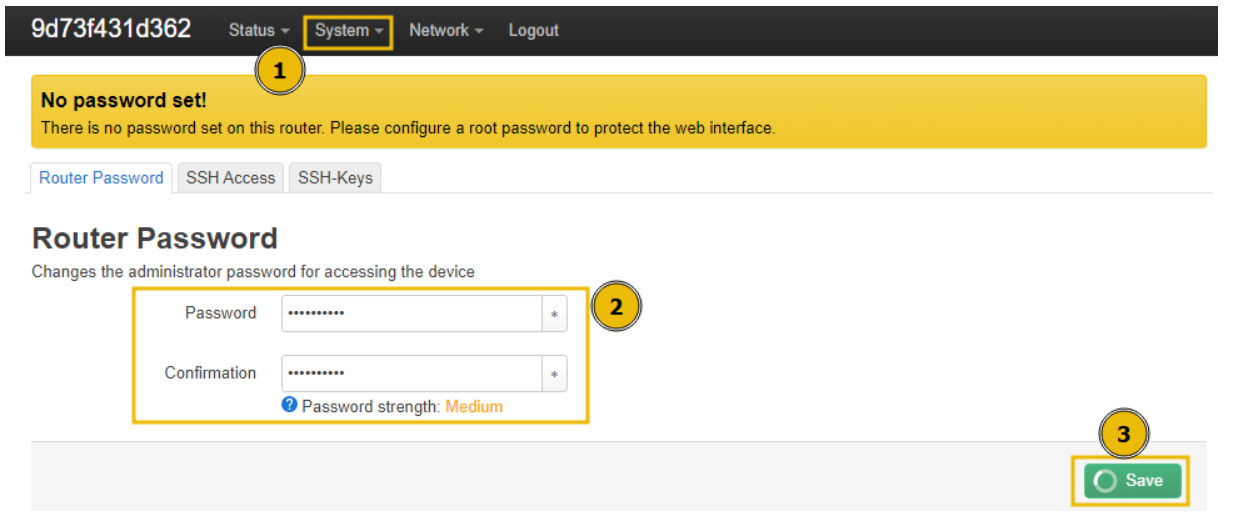 9d73f431d362 Status System Network Logout
1
No password set!
There is no password set on this router. Please configure a root password to protect the web interface.
Router Password SSH Access SSH-Keys
Router Password
Changes the administrator password for accessing the device
Password •••••••••• *
2
Confirmation •••••••••• *
? Password strength: Medium
3
Save